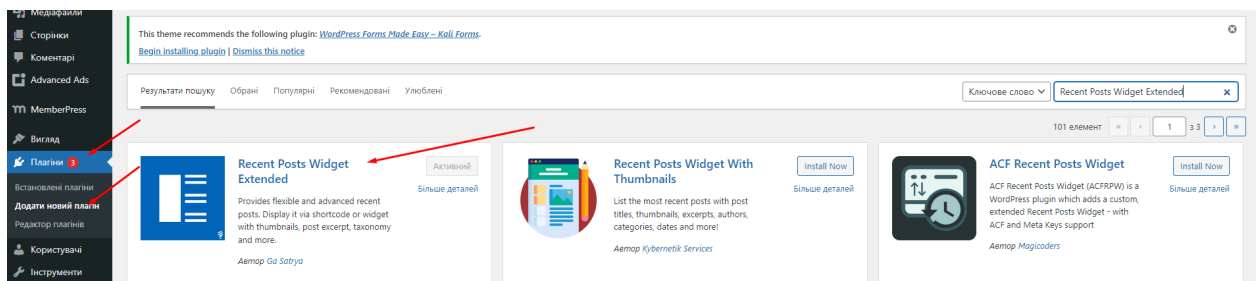 Медіафайли
Сторінки
Коментарі
Advanced Ads
MemberPress
Вигляд
Плагіни 3
Встановлені плагіни
Додати новий плагін
Редактор плагінів
Користувачі
Інструменти
This theme recommends the following plugin: WordPress Forms Made Easy – Kali Forms.
Begin installing plugin | Dismiss this notice
Результати пошуку Обрані Популярні Рекомендовані Улюблені
Ключове слово Recent Posts Widget Extended
101 елемент « ‹ 1 з 3 › »
Recent Posts Widget
Extended
Активний
Більше деталей
Provides flexible and advanced recent
posts. Display it via shortcode or widget
with thumbnails, post excerpt, taxonomy
and more.
Автор Ga Satrya
Recent Posts Widget With
Thumbnails
Install Now
Більше деталей
List the most recent posts with post
titles, thumbnails, excerpts, authors,
categories, dates and more!
Автор Kybernetik Services
ACF Recent Posts Widget
Install Now
Більше деталей
ACF Recent Posts Widget (ACFRPW) is a
WordPress plugin which adds a custom,
extended Recent Posts Widget - with
ACF and Meta Keys support
Автор Magicoders